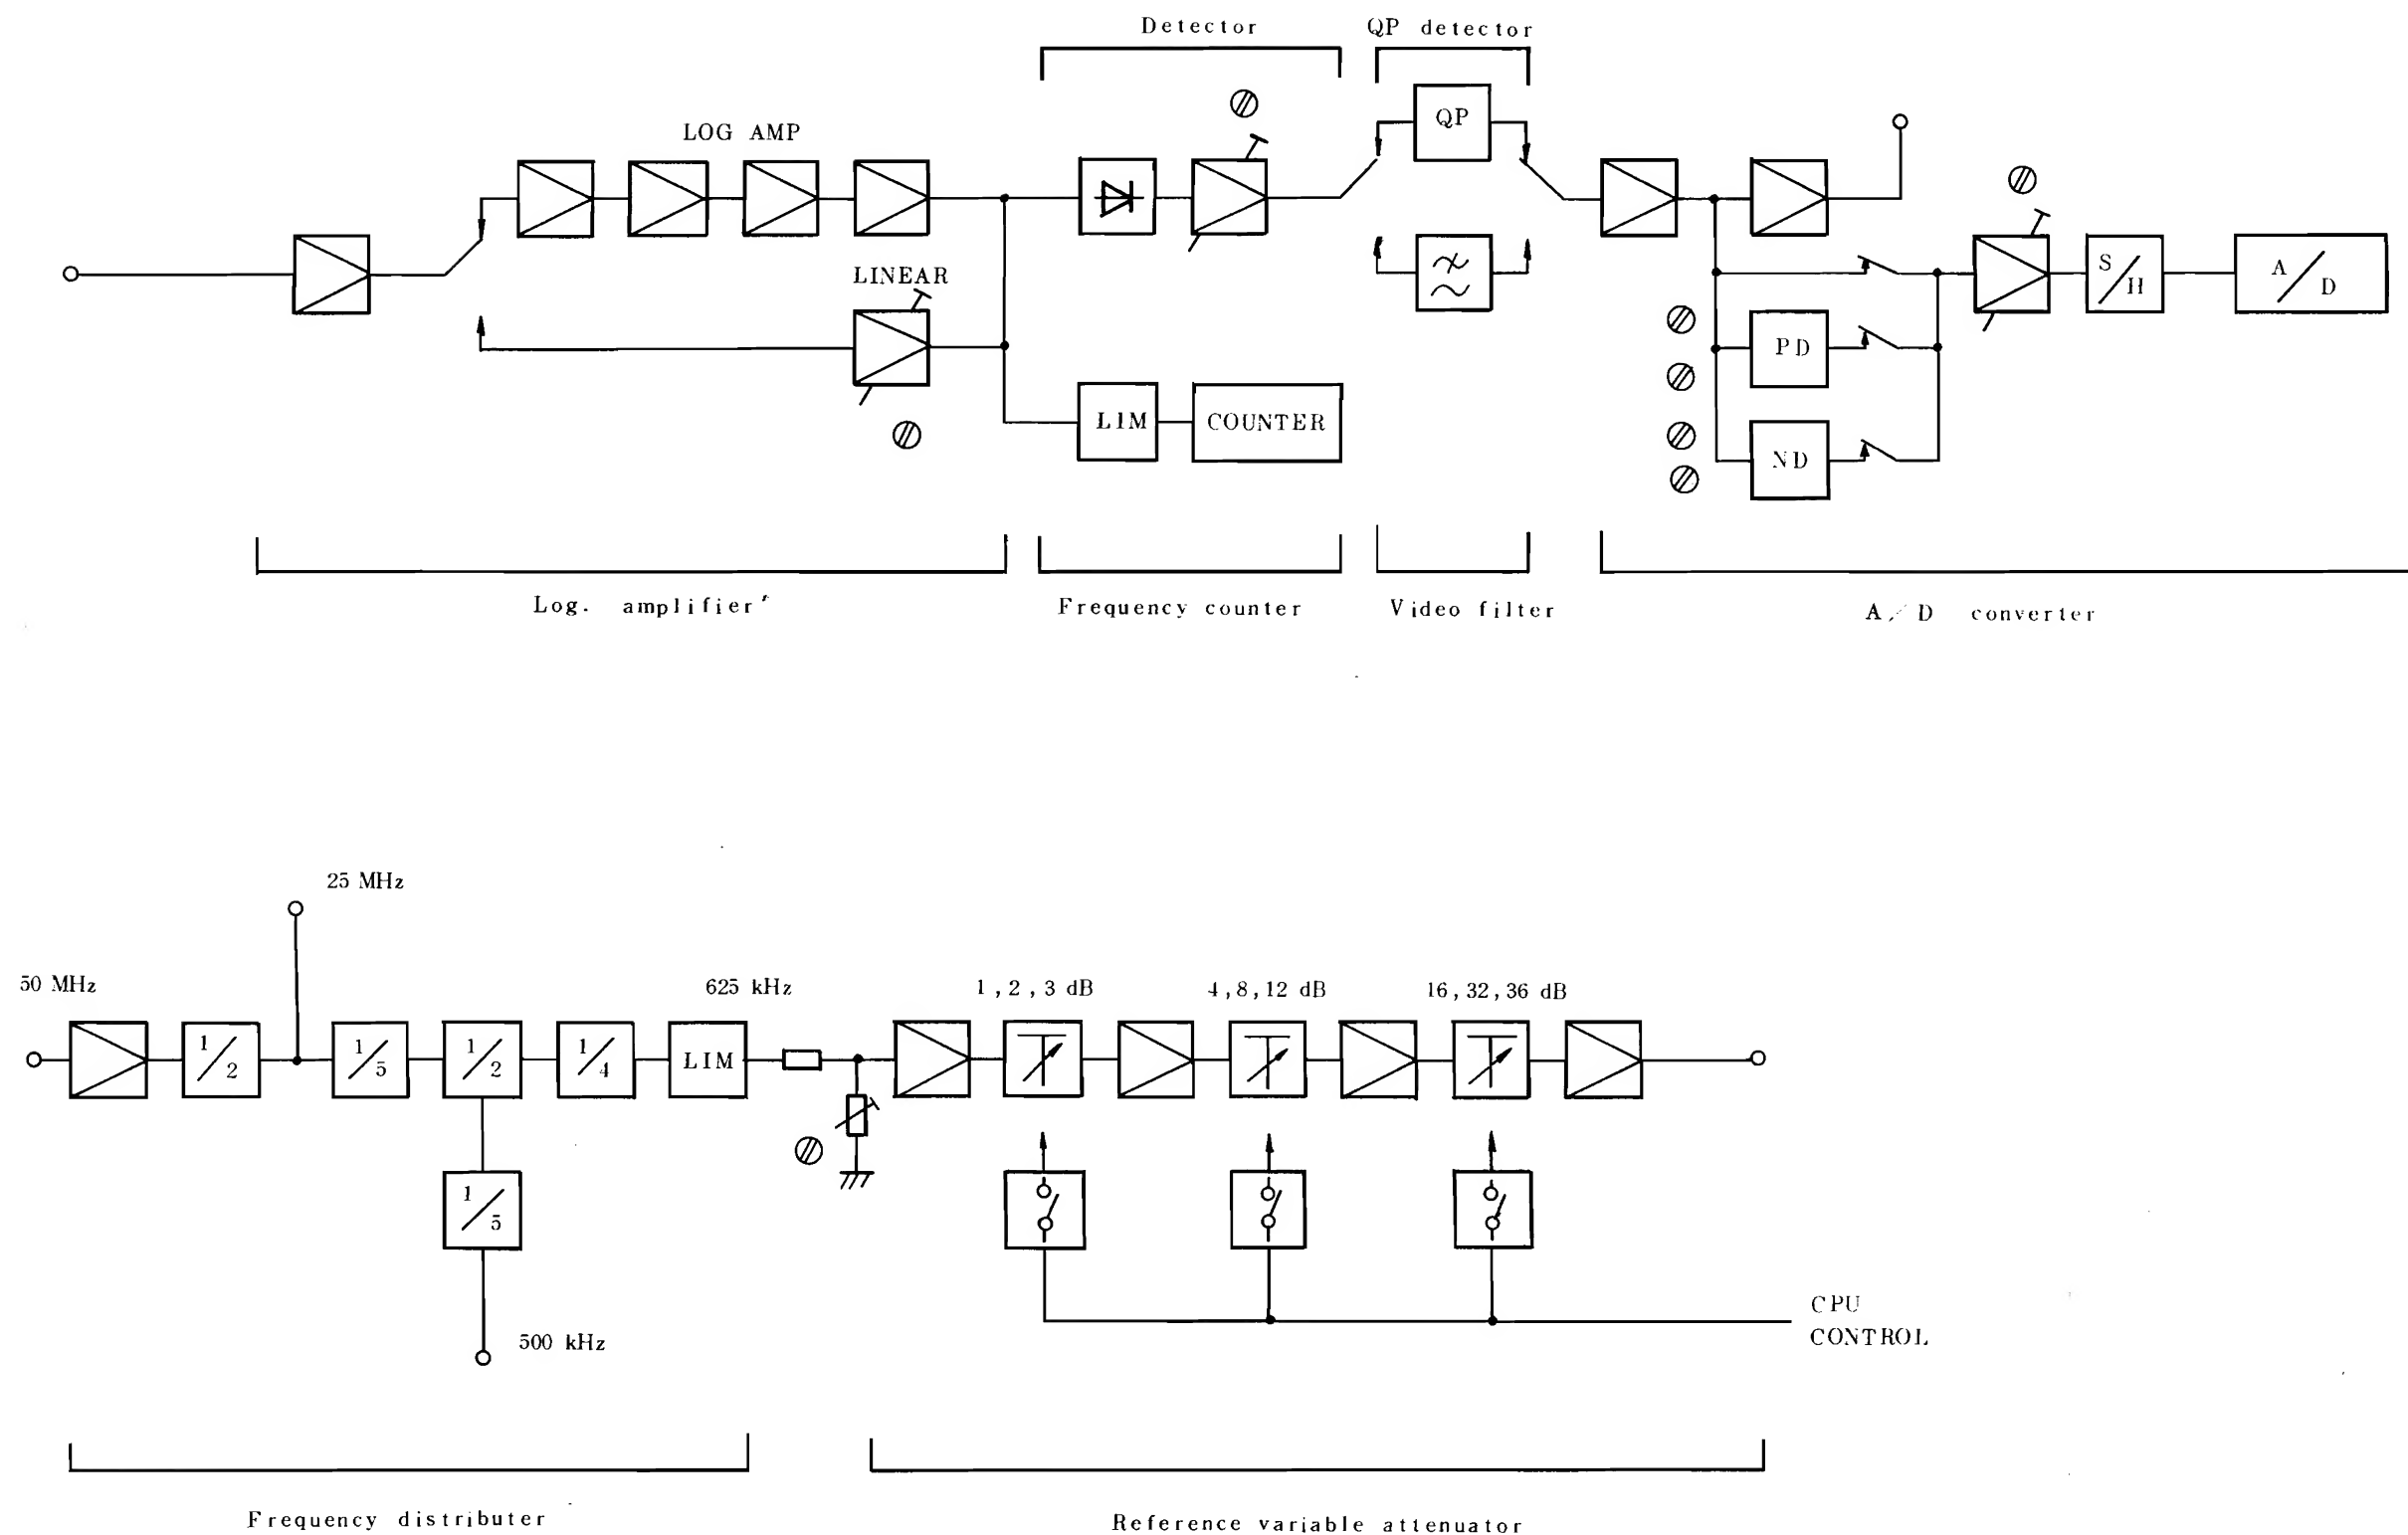 Detector
QP detector
LOG AMP
QP
LINEAR
S/H
A/D
PD
LIM
COUNTER
ND
Log. amplifier
Frequency counter
Video filter
A/D converter
25 MHz
50 MHz
625 kHz
1, 2, 3 dB
4, 8, 12 dB
16, 32, 36 dB
1/2
1/5
1/2
1/4
LIM
1/5
500 kHz
CPU
CONTROL
Frequency distributer
Reference variable attenuator